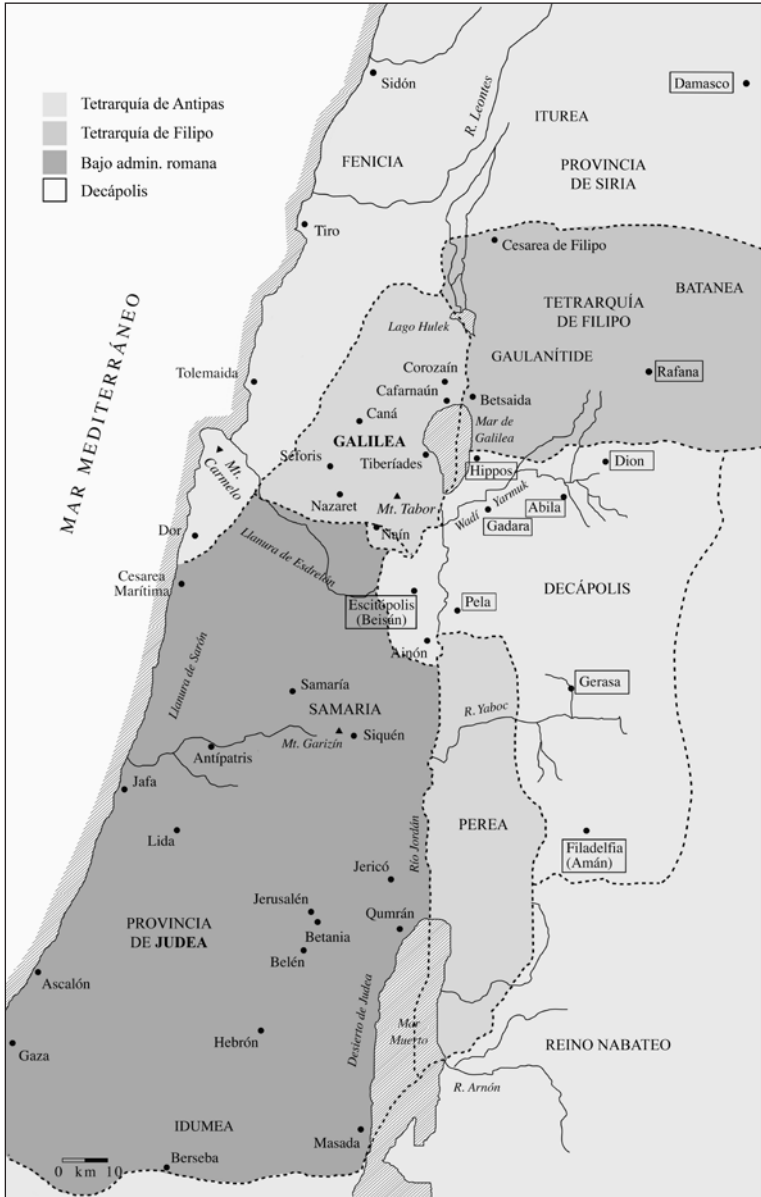 Tetrarquía de Antipas
Tetrarquía de Filipo
Bajo admin. romana
Decápolis
Sidón
R. Leontes
Damasco
ITUREA
FENICIA
PROVINCIA
DE SIRIA
Tiro
Cesarea de Filipo
BATANEA
TETRARQUÍA
DE FILIPO
MAR MEDITERRÁNEO
Lago Hulek
GAULANÍTIDE
Tolemaida
Corozaín
Cafarnaún
Betsaida
Rafana
Caná
Mar de
Galilea
GALILEA
Mt.
Carmelo
Séforis
Tiberíades
Hippos
Dion
Nazaret
Mt. Tabor
Wadi Yarmuk
Abila
Gadara
Dor
Naín
Llanura de Esdrelón
Cesarea
Marítima
DECÁPOLIS
Escitópolis
(Beisún)
Pela
Ainón
Llanura de Sarón
Samaría
Gerasa
SAMARIA
R. Yaboc
Mt. Garizín
Siquén
Antípatris
Jafa
Lida
PEREA
Río Jordán
Filadelfia
(Amán)
Jericó
Jerusalén
Qumrán
PROVINCIA
DE JUDEA
Betania
Belén
Ascalón
Desierto de Judea
Hebrón
Mar
Muerto
Gaza
REINO NABATEO
R. Arnón
IDUMEA
Masada
0 km 10
Berseba